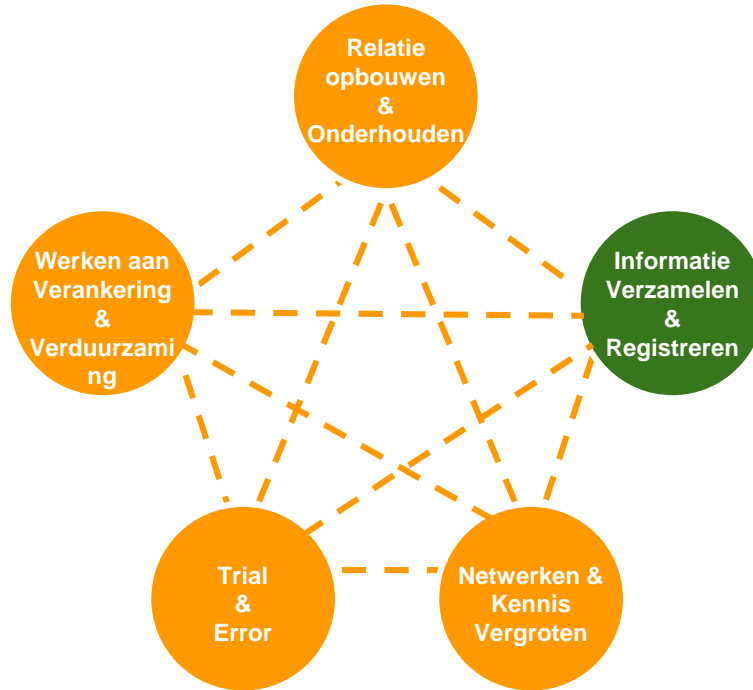 Relatie
opbouwen
&
Onderhouden
Werken aan
Verankering
&
Verduurzami
ng
Informatie
Verzamelen
&
Registreren
Trial
&
Error
Netwerken &
Kennis
Vergroten